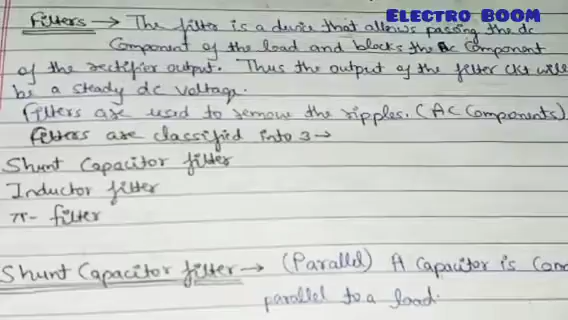 ELECTRO BOOM
Filters → The filter is a device that allows passing the dc
Component of the load and blocks the ac component
of the rectifier output. Thus the output of the filter ckt will
be a steady dc voltage.
Filters are used to remove the ripples. (AC Components)
Filters are classified into 3 →
Shunt Capacitor filter
Inductor filter
π- filter
Shunt Capacitor filter → (Parallel) A Capacitor is Conn
parallel to a load.